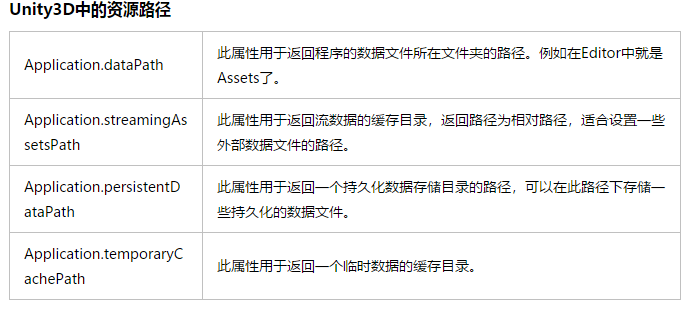 Unity3D中的资源路径
Application.dataPath
此属性用于返回程序的数据文件所在文件夹的路径。例如在Editor中就是
Assets了。
Application.streamingAs
setsPath
此属性用于返回流数据的缓存目录，返回路径为相对路径，适合设置一些
外部数据文件的路径。
Application.persistentD
ataPath
此属性用于返回一个持久化数据存储目录的路径，可以在此路径下存储一
些持久化的数据文件。
Application.temporaryC
achePath
此属性用于返回一个临时数据的缓存目录。